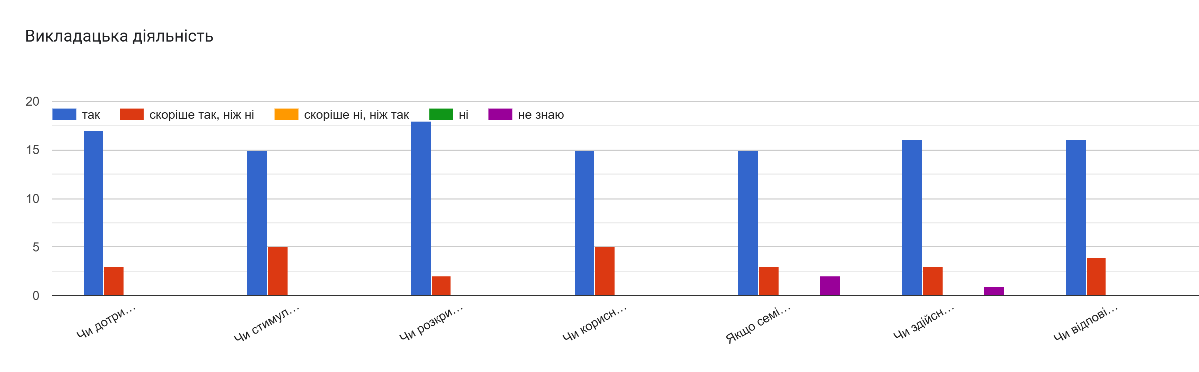 Викладацька діяльність
20
так
скоріше так, ніж ні
скоріше ні, ніж так
ні
не знаю
15
10
5
0
Чи дотри...
Чи стимул...
Чи розкри...
Чи корисн...
Якщо семі...
Чи здійсн...
Чи відпові...